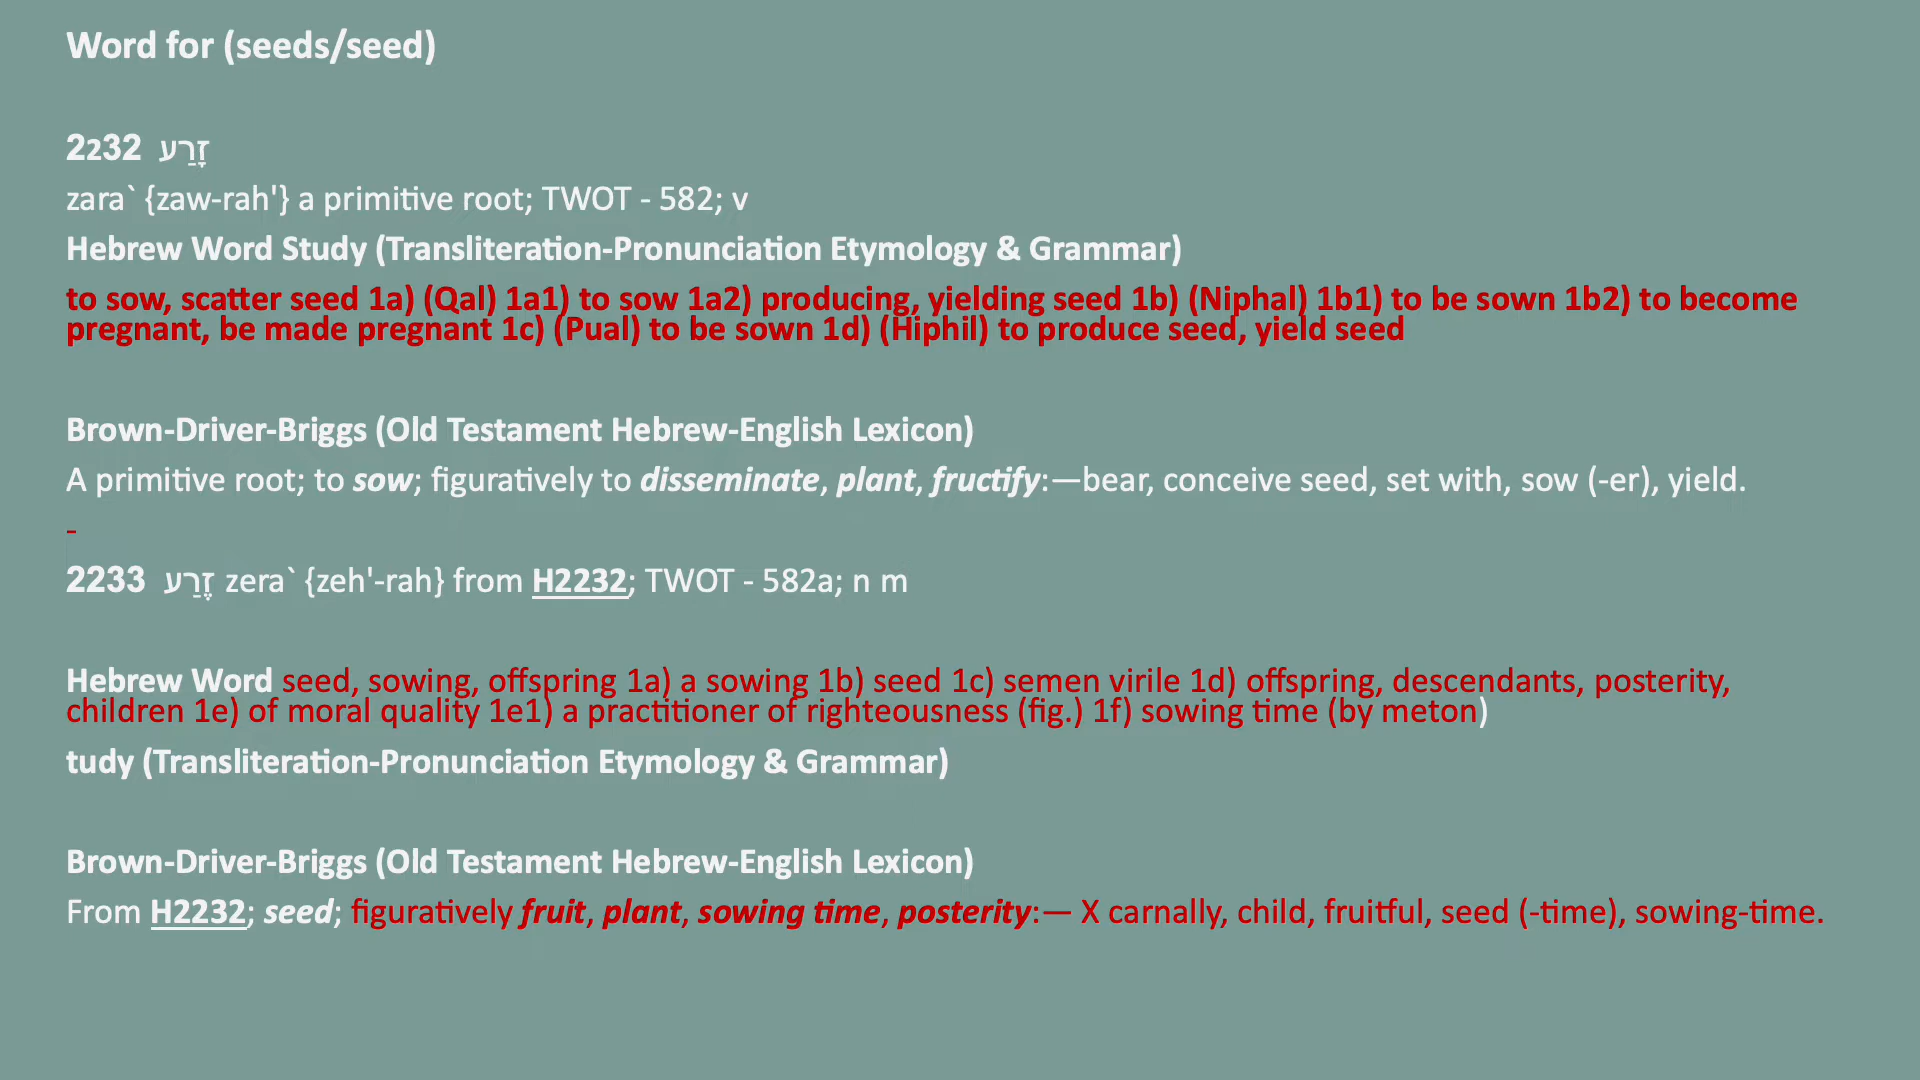 Word for (seeds/seed)
2232 זָרַע
zara` {zaw-rah'} a primitive root; TWOT - 582; v
Hebrew Word Study (Transliteration-Pronunciation Etymology & Grammar)
to sow, scatter seed 1a) (Qal) 1a1) to sow 1a2) producing, yielding seed 1b) (Niphal) 1b1) to be sown 1b2) to become
pregnant, be made pregnant 1c) (Pual) to be sown 1d) (Hiphil) to produce seed, yield seed
Brown-Driver-Briggs (Old Testament Hebrew-English Lexicon)
A primitive root; to sow; figuratively to disseminate, plant, fructify:—bear, conceive seed, set with, sow (-er), yield.
-
2233 זֶרַע zera` {zeh'-rah} from H2232; TWOT - 582a; n m
Hebrew Word seed, sowing, offspring 1a) a sowing 1b) seed 1c) semen virile 1d) offspring, descendants, posterity,
children 1e) of moral quality 1e1) a practitioner of righteousness (fig.) 1f) sowing time (by meton)
tudy (Transliteration-Pronunciation Etymology & Grammar)
Brown-Driver-Briggs (Old Testament Hebrew-English Lexicon)
From H2232; seed; figuratively fruit, plant, sowing time, posterity:— X carnally, child, fruitful, seed (-time), sowing-time.